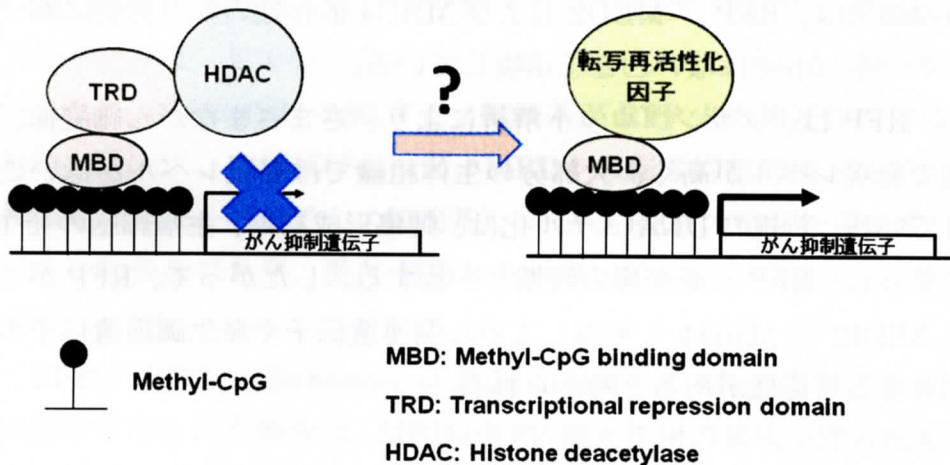 TRD
HDAC
MBD
がん抑制遺伝子
?
転写再活性化
因子
MBD
がん抑制遺伝子
Methyl-CpG
MBD: Methyl-CpG binding domain
TRD: Transcriptional repression domain
HDAC: Histone deacetylase